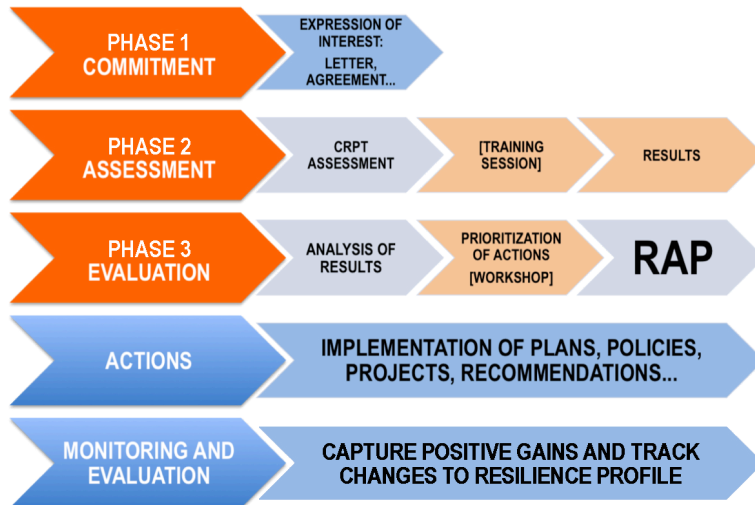 PHASE 1
COMMITMENT
EXPRESSION OF
INTEREST:
LETTER,
AGREEMENT...
PHASE 2
ASSESSMENT
CRPT
ASSESSMENT
[TRAINING
SESSION]
RESULTS
PHASE 3
EVALUATION
ANALYSIS OF
RESULTS
PRIORITIZATION
OF ACTIONS
[WORKSHOP]
RAP
ACTIONS
IMPLEMENTATION OF PLANS, POLICIES,
PROJECTS, RECOMMENDATIONS...
MONITORING AND
EVALUATION
CAPTURE POSITIVE GAINS AND TRACK
CHANGES TO RESILIENCE PROFILE